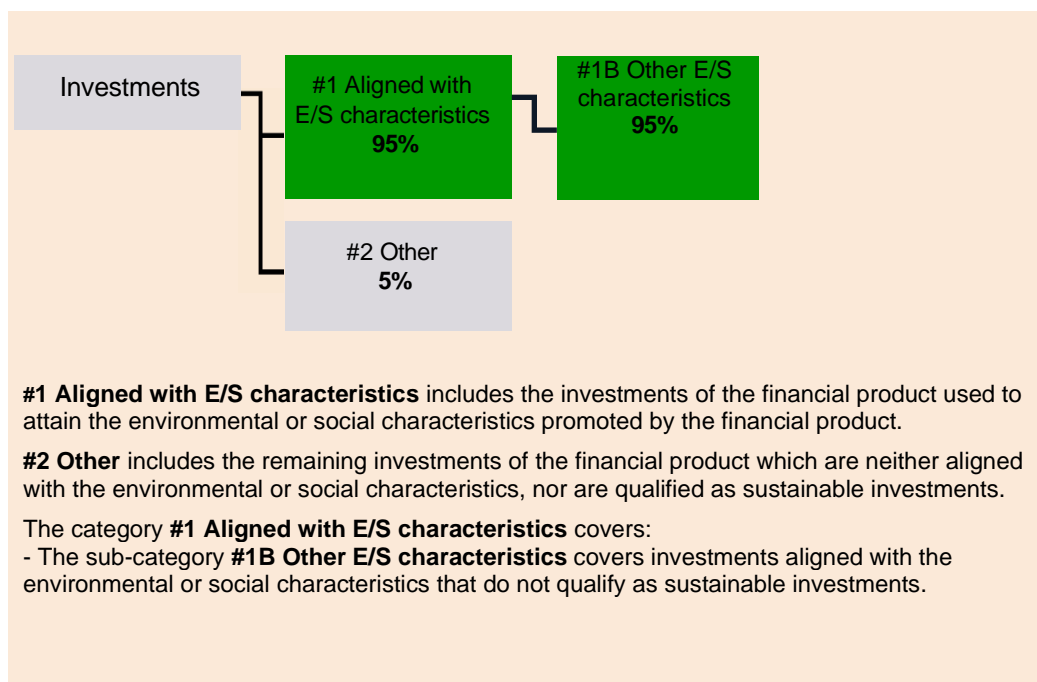 Investments
#1 Aligned with
E/S characteristics
95%
#1B Other E/S
characteristics
95%
#2 Other
5%
#1 Aligned with E/S characteristics includes the investments of the financial product used to
attain the environmental or social characteristics promoted by the financial product.
#2 Other includes the remaining investments of the financial product which are neither aligned
with the environmental or social characteristics, nor are qualified as sustainable investments.
The category #1 Aligned with E/S characteristics covers:
- The sub-category #1B Other E/S characteristics covers investments aligned with the
environmental or social characteristics that do not qualify as sustainable investments.